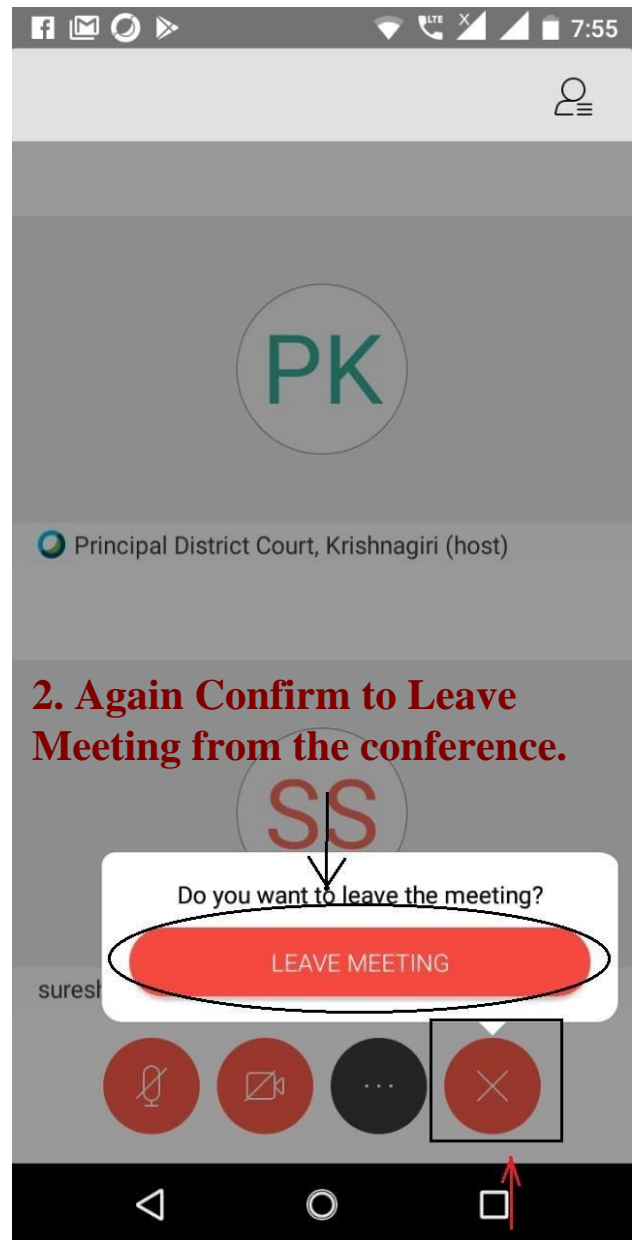 LTE X 7:55
PK
Principal District Court, Krishnagiri (host)
2. Again Confirm to Leave
Meeting from the conference.
SS
Do you want to leave the meeting?
LEAVE MEETING
suresh